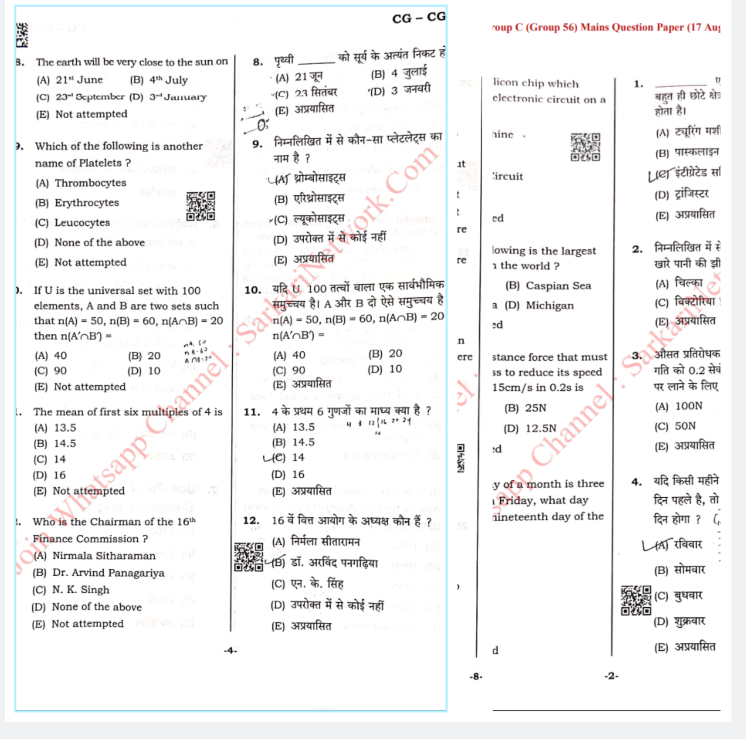 CG – CG
8. The earth will be very close to the sun on
(A) 21st June (B) 4th July
(C) 23rd September (D) 3rd January
(E) Not attempted
9. Which of the following is another
name of Platelets ?
(A) Thrombocytes
(B) Erythrocytes
(C) Leucocytes
(D) None of the above
(E) Not attempted
If U is the universal set with 100
elements, A and B are two sets such
that n(A) = 50, n(B) = 60, n(A∩B) = 20
then n(A′∩B′) =
(A) 40 (B) 20
(C) 90 (D) 10
(E) Not attempted
The mean of first six multiples of 4 is
(A) 13.5
(B) 14.5
(C) 14
(D) 16
(E) Not attempted
Who is the Chairman of the 16th
Finance Commission ?
(A) Nirmala Sitharaman
(B) Dr. Arvind Panagariya
(C) N. K. Singh
(D) None of the above
(E) Not attempted
8. पृथ्वी ______ को सूर्य के अत्यंत निकट ह
(A) 21 जून (B) 4 जुलाई
(C) 23 सितंबर (D) 3 जनवरी
(E) अप्रयासित
9. निम्नलिखित में से कौन-सा प्लेटलेट्स का
नाम है ?
(A) थ्रोम्बोसाइट्स
(B) एरिथ्रोसाइट्स
(C) ल्यूकोसाइट्स
(D) उपरोक्त में से कोई नहीं
(E) अप्रयासित
10. यदि U 100 तत्वों वाला एक सार्वभौमिक
समुच्चय है। A और B दो ऐसे समुच्चय है
n(A) = 50, n(B) = 60, n(A∩B) = 20
n(A′∩B′) =
(A) 40 (B) 20
(C) 90 (D) 10
(E) अप्रयासित
11. 4 के प्रथम 6 गुणजों का माध्य क्या है ?
(A) 13.5
(B) 14.5
(C) 14
(D) 16
(E) अप्रयासित
12. 16 वें वित्त आयोग के अध्यक्ष कौन हैं ?
(A) निर्मला सीतारामन
(B) डॉ. अरविंद पनगढ़िया
(C) एन. के. सिंह
(D) उपरोक्त में से कोई नहीं
(E) अप्रयासित
-4-
Join Whatsapp Channel : SarkariNetwork.Com
roup C (Group 56) Mains Question Paper (17 Aug
licon chip which
electronic circuit on a
nine
ircuit
ed
lowing is the largest
the world ?
(B) Caspian Sea
a (D) Michigan
ed
stance force that must
ss to reduce its speed
15cm/s in 0.2s is
(B) 25N
(D) 12.5N
ed
y of a month is three
Friday, what day
nineteenth day of the
d
-8-
1. ______
बहुत ही छोटे क्षे
होता है।
(A) ट्यूरिंग मशी
(B) पास्कलाइन
(C) इंटीग्रेटेड स
(D) ट्रांजिस्टर
(E) अप्रयासित
2. निम्नलिखित में से
खारे पानी की झी
(A) चिल्का
(C) विक्टोरिया
(E) अप्रयासित
3. औसत प्रतिरोधक
गति को 0.2 सेकं
पर लाने के लिए
(A) 100N
(C) 50N
(E) अप्रयासित
4. यदि किसी महीने
दिन पहले है, तो
दिन होगा ?
(A) रविवार
(B) सोमवार
(C) बुधवार
(D) शुक्रवार
(E) अप्रयासित
-2-